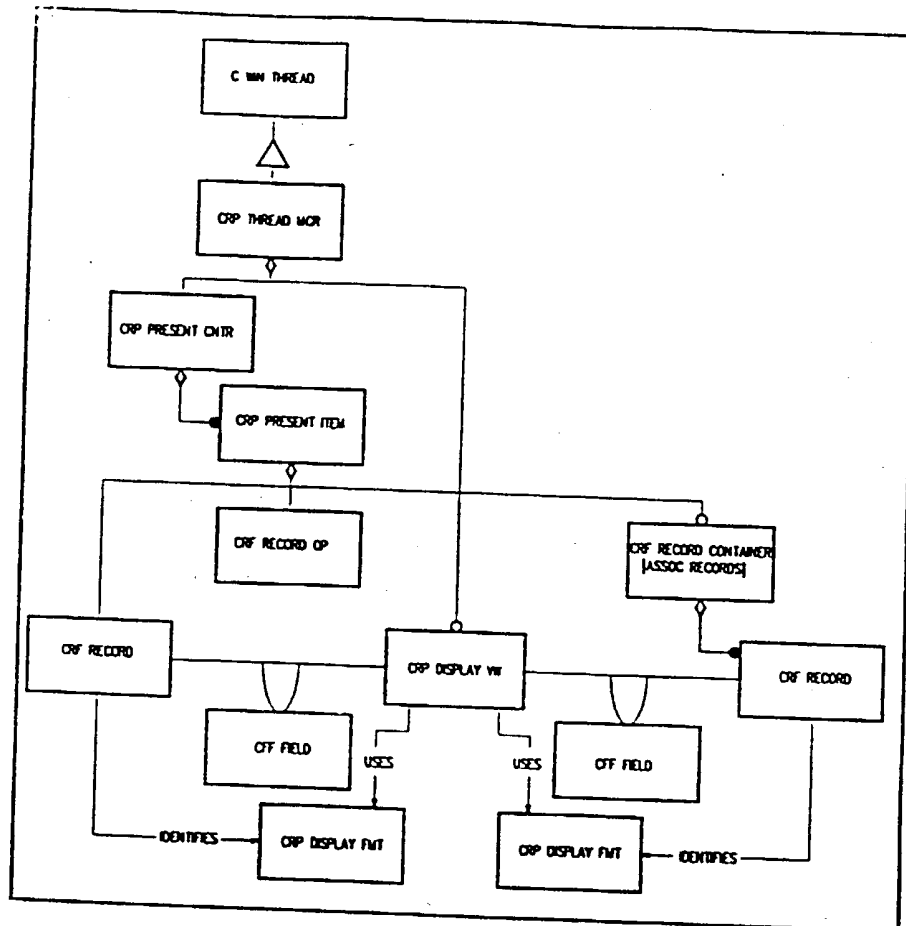 C WIN THREAD
CRP THREAD MGR
CRP PRESENT CNTR
CRP PRESENT ITEM
CRF RECORD OP
CRF RECORD CONTAINER
[ASSOC RECORDS]
CRF RECORD
CRP DISPLAY VW
CRF RECORD
CFF FIELD
CFF FIELD
USES
USES
CRP DISPLAY FMT
CRP DISPLAY FMT
IDENTIFIES
IDENTIFIES